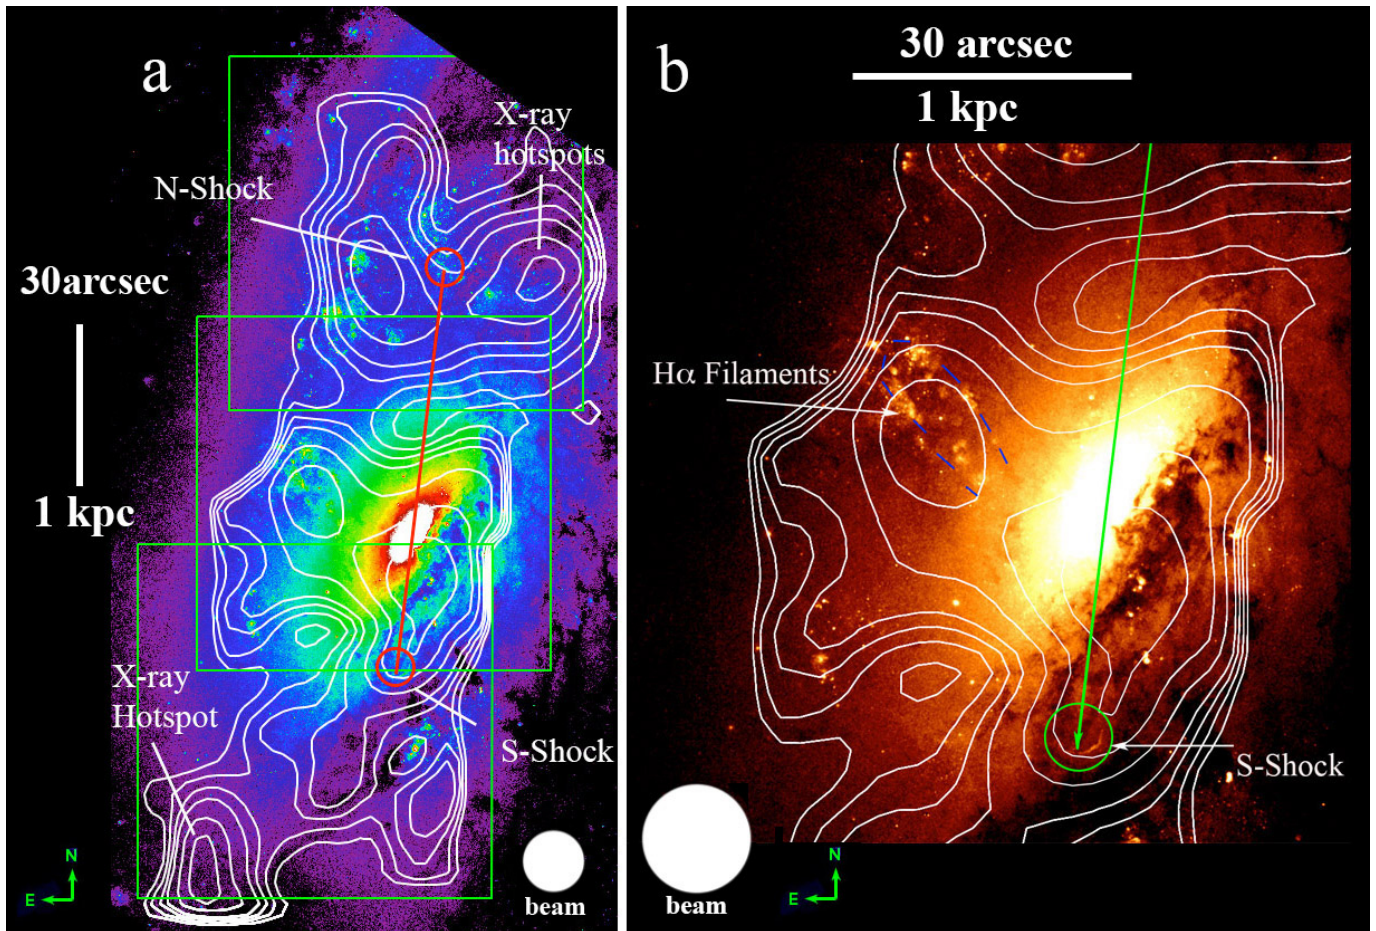 a
X-ray
hotspots
N-Shock
30arcsec
1 kpc
X-ray
Hotspot
S-Shock
N
E
beam
b
30 arcsec
1 kpc
Hα Filaments
S-Shock
N
E
beam